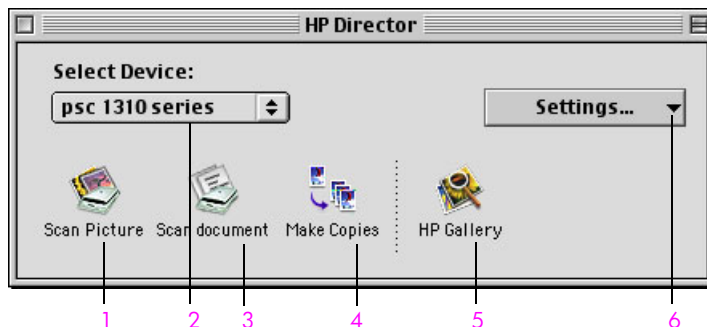 HP Director
Select Device:
psc 1310 series
Settings...
Scan Picture
Scan document
Make Copies
HP Gallery
1 2 3 4 5 6